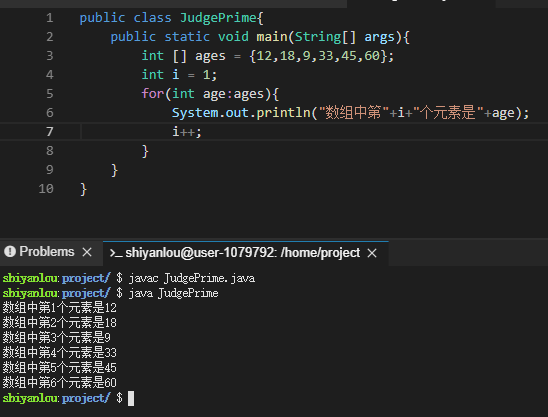 1 public class JudgePrime{
2 public static void main(String[] args){
3 int [] ages = {12,18,9,33,45,60};
4 int i = 1;
5 for(int age:ages){
6 System.out.println("数组中第"+i+"个元素是"+age);
7 i++;
8 }
9 }
10 }
Problems × >_ shiyanlou@user-1079792: /home/project ×
shiyanlou:project/ $ javac JudgePrime.java
shiyanlou:project/ $ java JudgePrime
数组中第1个元素是12
数组中第2个元素是18
数组中第3个元素是9
数组中第4个元素是33
数组中第5个元素是45
数组中第6个元素是60
shiyanlou:project/ $